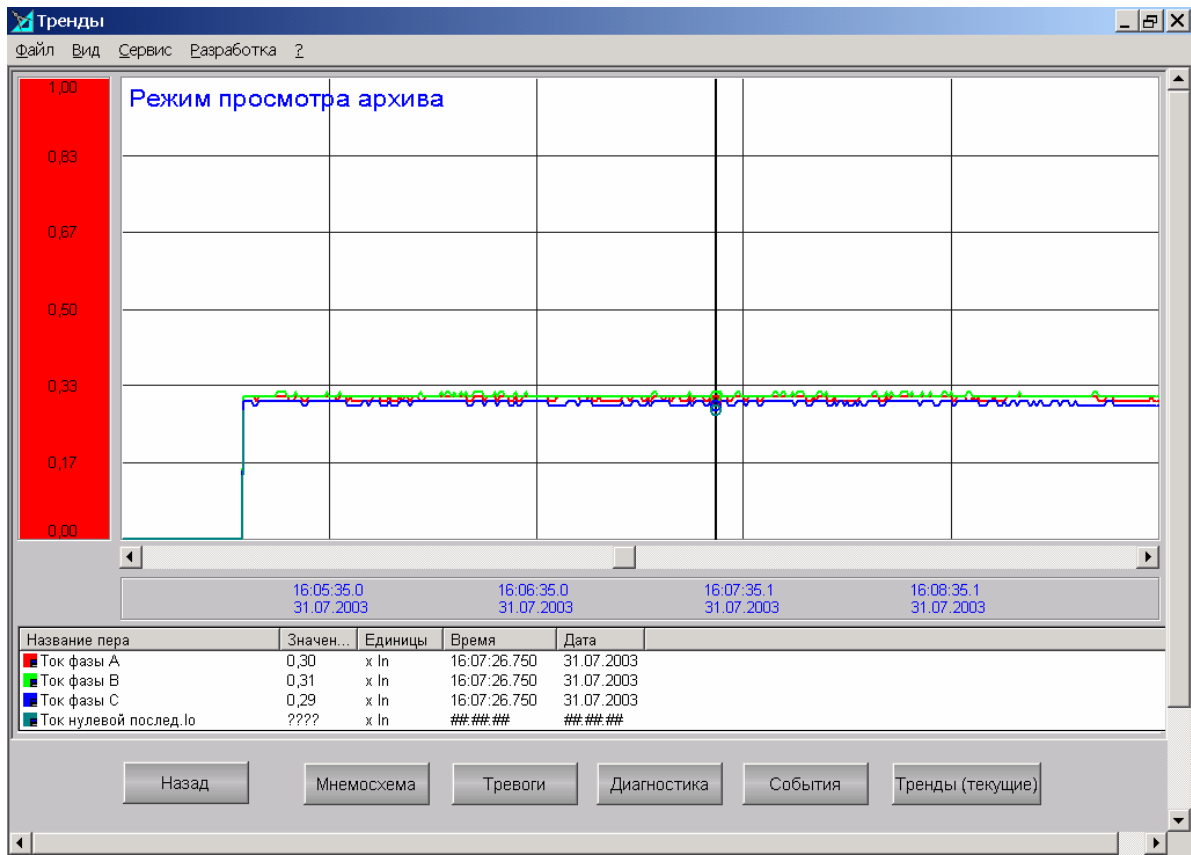 Тренды
Файл Вид Сервис Разработка ?
1,00
Режим просмотра архива
0,83
0,67
0,50
0,33
0,17
0,00
16:05:35.0 16:06:35.0 16:07:35.1 16:08:35.1
31.07.2003 31.07.2003 31.07.2003 31.07.2003
Название пера Значен... Единицы Время Дата
Ток фазы А 0,30 x In 16:07:26.750 31.07.2003
Ток фазы В 0,31 x In 16:07:26.750 31.07.2003
Ток фазы С 0,29 x In 16:07:26.750 31.07.2003
Ток нулевой послед.Io ???? x In ##:##:## ##.##.##
Назад Мнемосхема Тревоги Диагностика События Тренды (текущие)